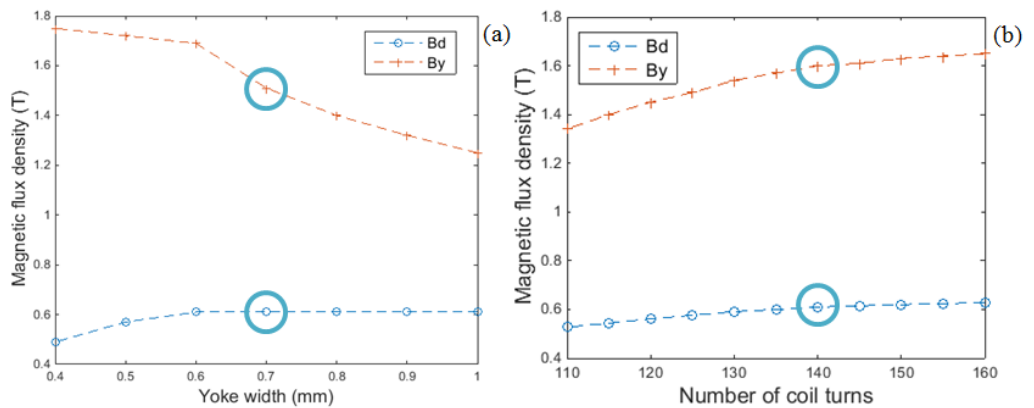 (a)
Magnetic flux density (T)
1.8
1.6
1.4
1.2
1
0.8
0.6
0.4
Bd
By
0.4 0.5 0.6 0.7 0.8 0.9 1
Yoke width (mm)
(b)
Magnetic flux density (T)
1.8
1.6
1.4
1.2
1
0.8
0.6
0.4
Bd
By
110 120 130 140 150 160
Number of coil turns